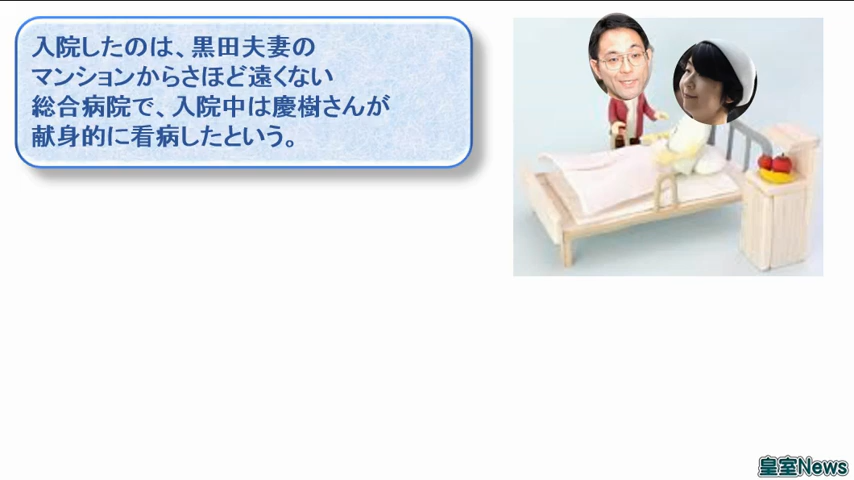 入院したのは、黒田夫妻の
マンションからさほど遠くない
総合病院で、入院中は慶樹さんが
献身的に看病したという。
皇室News